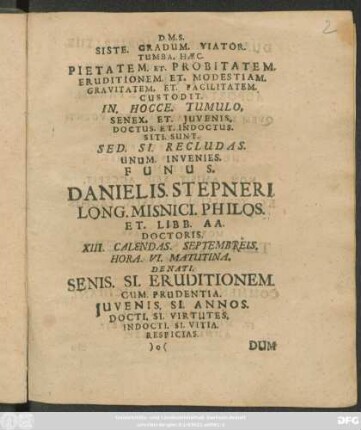 2
D.M.S.
SISTE. GRADUM. VIATOR.
TUMBA. HÆC.
PIETATEM. ET. PROBITATEM.
ERUDITIONEM. ET. MODESTIAM.
GRAVITATEM. ET. FACILITATEM.
CUSTODIT.
IN. HOCCE. TUMULO,
SENEX. ET. JUVENIS,
DOCTUS. ET. INDOCTUS.
SITI. SUNT.
SED. SI. RECLUDAS.
UNUM. INVENIES.
FUNUS.
DANIELIS. STEPNERI
LONG. MISNICI. PHILOS.
ET. LIBB. AA.
DOCTORIS.
XIII. CALENDAS. SEPTEMBREIS,
HORA. VI. MATUTINA,
DENATI.
SENIS. SI. ERUDITIONEM.
CUM. PRUDENTIA.
JUVENIS, SI. ANNOS.
DOCTI. SI. VIRTUTES,
INDOCTI. SI. VITIA.
RESPICIAS.
)o( DUM
DFG